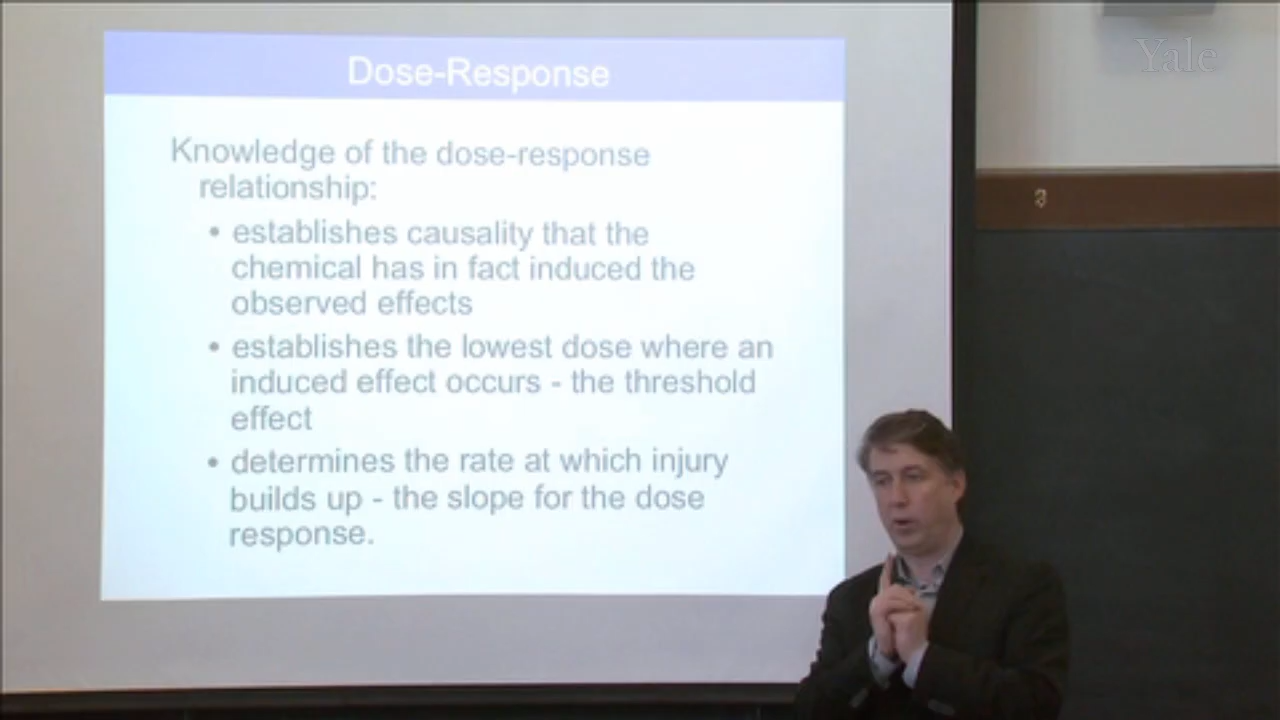 Yale
Dose-Response
Knowledge of the dose-response
relationship:
• establishes causality that the
chemical has in fact induced the
observed effects
• establishes the lowest dose where an
induced effect occurs - the threshold
effect
• determines the rate at which injury
builds up - the slope for the dose
response.